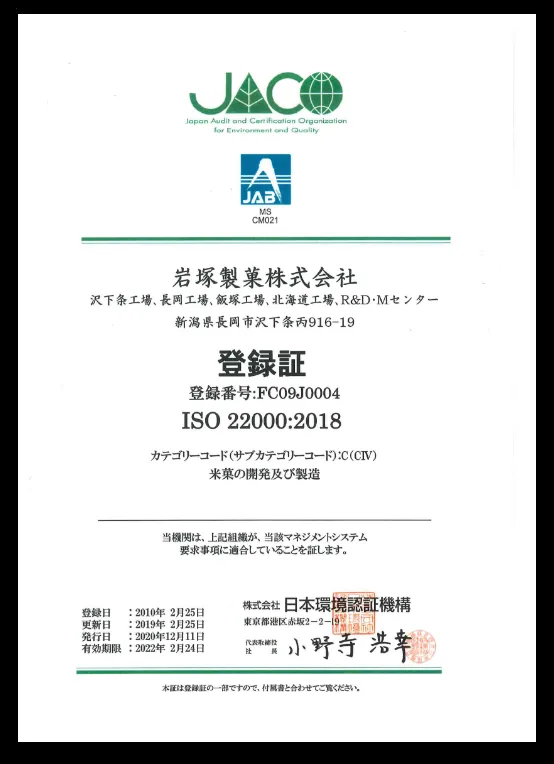 JACO
Japan Audit and Certification Organization
for Environment and Quality
JAB
MS
CM021
岩塚製菓株式会社
沢下条工場、長岡工場、飯塚工場、北海道工場、R&D・Mセンター
新潟県長岡市沢下条丙916-19
登録証
登録番号:FC09J0004
ISO 22000:2018
カテゴリーコード(サブカテゴリーコード):C(CIV)
米菓の開発及び製造
当機関は、上記組織が、当該マネジメントシステム
要求事項に適合していることを証します。
登録日 :2010年 2月25日
更新日 :2019年 2月25日
発行日 :2020年12月11日
有効期限 :2022年 2月24日
株式会社 日本環境認証機構
東京都港区赤坂2-2-19
代表取締役
社 長
小野寺 浩幸
本証は登録証の一部ですので、付属書と合わせてご覧ください。